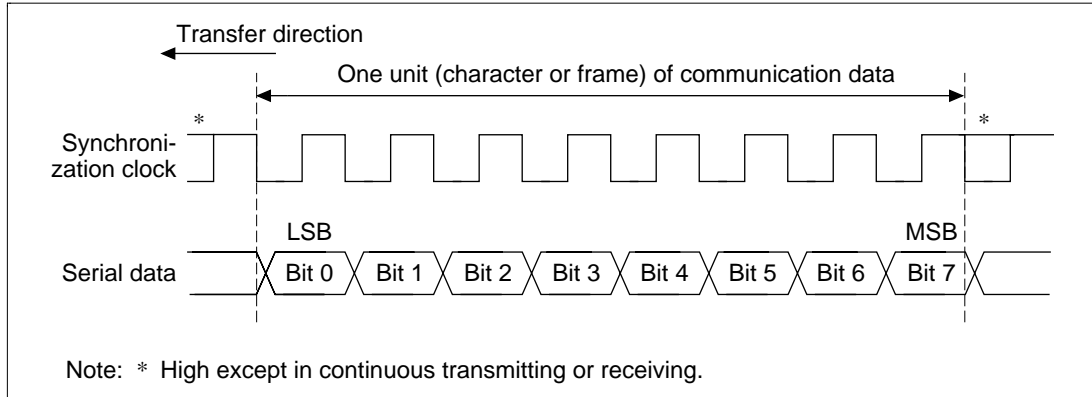 Transfer direction
One unit (character or frame) of communication data
*
*
Synchroni-
zation clock
LSB
MSB
Serial data
Bit 0
Bit 1
Bit 2
Bit 3
Bit 4
Bit 5
Bit 6
Bit 7
Note: * High except in continuous transmitting or receiving.